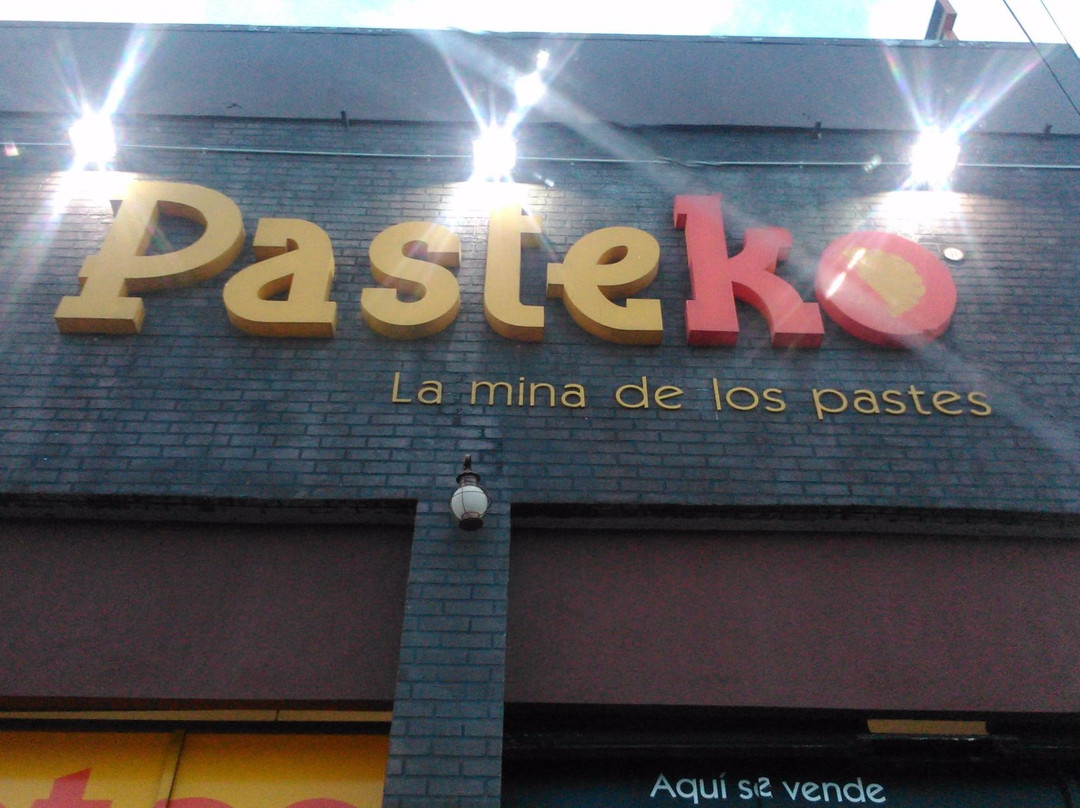 Pasteko
La mina de los pastes
Aquí se vende